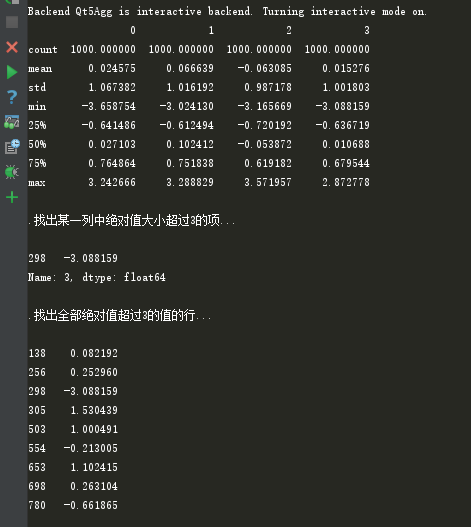 Backend Qt5Agg is interactive backend. Turning interactive mode on.
0 1 2 3
count 1000.000000 1000.000000 1000.000000 1000.000000
mean 0.024575 0.066639 -0.063085 0.015276
std 1.067382 1.016192 0.987178 1.001803
min -3.658754 -3.024130 -3.165669 -3.088159
25% -0.641486 -0.612494 -0.720192 -0.636719
50% 0.027103 0.102412 -0.053872 0.010688
75% 0.764864 0.751838 0.619182 0.679544
max 3.242666 3.288829 3.571957 2.872778
.找出某一列中绝对值大小超过3的项...
298 -3.088159
Name: 3, dtype: float64
.找出全部绝对值超过3的值的行...
138 0.082192
256 0.252960
298 -3.088159
305 1.530439
503 1.000491
554 -0.213005
653 1.102415
698 0.263104
780 -0.661865